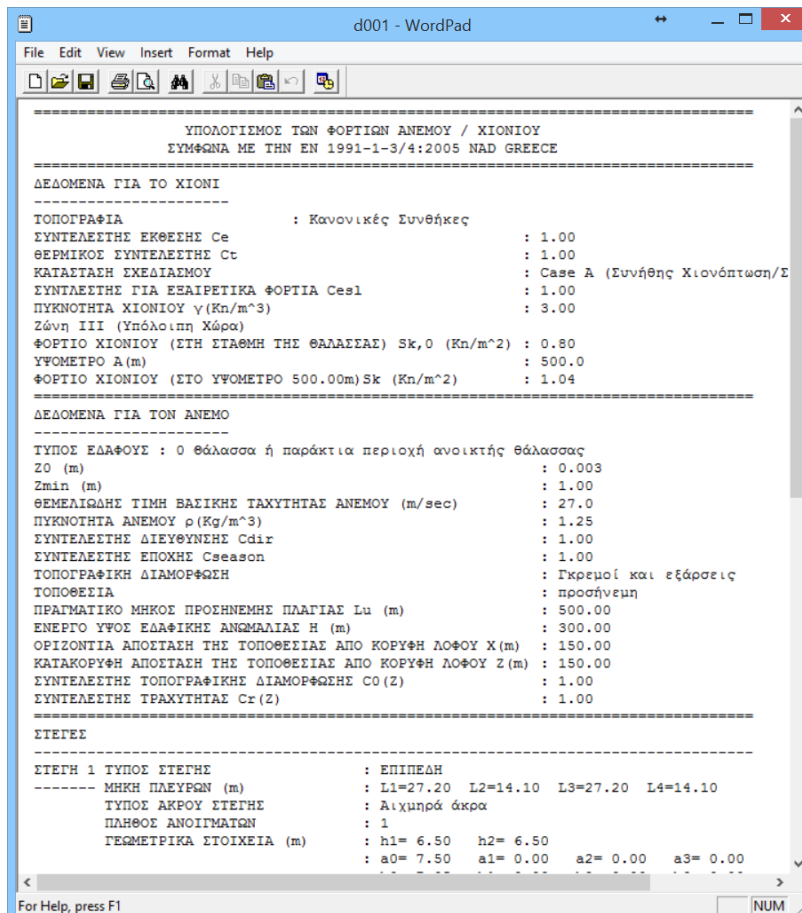 d001 - WordPad
File Edit View Insert Format Help
ΥΠΟΛΟΓΙΣΜΟΣ ΤΩΝ ΦΟΡΤΙΩΝ ΑΝΕΜΟΥ / ΧΙΟΝΙΟΥ
ΣΥΜΦΩΝΑ ΜΕ ΤΗΝ EN 1991-1-3/4:2005 NAD GREECE
ΔΕΔΟΜΕΝΑ ΓΙΑ ΤΟ ΧΙΟΝΙ
ΤΟΠΟΓΡΑΦΙΑ : Κανονικές Συνθήκες
ΣΥΝΤΕΛΕΣΤΗΣ ΕΚΘΕΣΗΣ Ce : 1.00
ΘΕΡΜΙΚΟΣ ΣΥΝΤΕΛΕΣΤΗΣ Ct : 1.00
ΚΑΤΑΣΤΑΣΗ ΣΧΕΔΙΑΣΜΟΥ : Case A (Συνήθης Χιονόπτωση/Σ
ΣΥΝΤΛΕΣΤΗΣ ΓΙΑ ΕΞΑΙΡΕΤΙΚΑ ΦΟΡΤΙΑ Cesl : 1.00
ΠΥΚΝΟΤΗΤΑ ΧΙΟΝΙΟΥ γ(Kn/m^3) : 3.00
Ζώνη III (Υπόλοιπη Χώρα)
ΦΟΡΤΙΟ ΧΙΟΝΙΟΥ (ΣΤΗ ΣΤΑΘΜΗ ΤΗΣ ΘΑΛΑΣΣΑΣ) Sk,0 (Kn/m^2) : 0.80
ΥΨΟΜΕΤΡΟ Α(m) : 500.0
ΦΟΡΤΙΟ ΧΙΟΝΙΟΥ (ΣΤΟ ΥΨΟΜΕΤΡΟ 500.00m)Sk (Kn/m^2) : 1.04
ΔΕΔΟΜΕΝΑ ΓΙΑ ΤΟΝ ΑΝΕΜΟ
ΤΥΠΟΣ ΕΔΑΦΟΥΣ : 0 Θάλασσα ή παράκτια περιοχή ανοικτής θάλασσας
Z0 (m) : 0.003
Zmin (m) : 1.00
ΘΕΜΕΛΙΩΔΗΣ ΤΙΜΗ ΒΑΣΙΚΗΣ ΤΑΧΥΤΗΤΑΣ ΑΝΕΜΟΥ (m/sec) : 27.0
ΠΥΚΝΟΤΗΤΑ ΑΝΕΜΟΥ ρ(Kg/m^3) : 1.25
ΣΥΝΤΕΛΕΣΤΗΣ ΔΙΕΥΘΥΝΣΗΣ Cdir : 1.00
ΣΥΝΤΕΛΕΣΤΗΣ ΕΠΟΧΗΣ Cseason : 1.00
ΤΟΠΟΓΡΑΦΙΚΗ ΔΙΑΜΟΡΦΩΣΗ : Γκρεμοί και εξάρσεις
ΤΟΠΟΘΕΣΙΑ : προσήνεμη
ΠΡΑΓΜΑΤΙΚΟ ΜΗΚΟΣ ΠΡΟΣΗΝΕΜΗΣ ΠΛΑΓΙΑΣ Lu (m) : 500.00
ΕΝΕΡΓΟ ΥΨΟΣ ΕΔΑΦΙΚΗΣ ΑΝΩΜΑΛΙΑΣ Η (m) : 300.00
ΟΡΙΖΟΝΤΙΑ ΑΠΟΣΤΑΣΗ ΤΗΣ ΤΟΠΟΘΕΣΙΑΣ ΑΠΟ ΚΟΡΥΦΗ ΛΟΦΟΥ Χ(m) : 150.00
ΚΑΤΑΚΟΡΥΦΗ ΑΠΟΣΤΑΣΗ ΤΗΣ ΤΟΠΟΘΕΣΙΑΣ ΑΠΟ ΚΟΡΥΦΗ ΛΟΦΟΥ Ζ(m) : 150.00
ΣΥΝΤΕΛΕΣΤΗΣ ΤΟΠΟΓΡΑΦΙΚΗΣ ΔΙΑΜΟΡΦΩΣΗΣ C0(Z) : 1.00
ΣΥΝΤΕΛΕΣΤΗΣ ΤΡΑΧΥΤΗΤΑΣ Cr(Z) : 1.00
ΣΤΕΓΕΣ
ΣΤΕΓΗ 1 ΤΥΠΟΣ ΣΤΕΓΗΣ : ΕΠΙΠΕΔΗ
------- ΜΗΚΗ ΠΛΕΥΡΩΝ (m) : L1=27.20 L2=14.10 L3=27.20 L4=14.10
ΤΥΠΟΣ ΑΚΡΟΥ ΣΤΕΓΗΣ : Αιχμηρά άκρα
ΠΛΗΘΟΣ ΑΝΟΙΓΜΑΤΩΝ : 1
ΓΕΩΜΕΤΡΙΚΑ ΣΤΟΙΧΕΙΑ (m) : h1= 6.50 h2= 6.50
: a0= 7.50 a1= 0.00 a2= 0.00 a3= 0.00
For Help, press F1
NUM